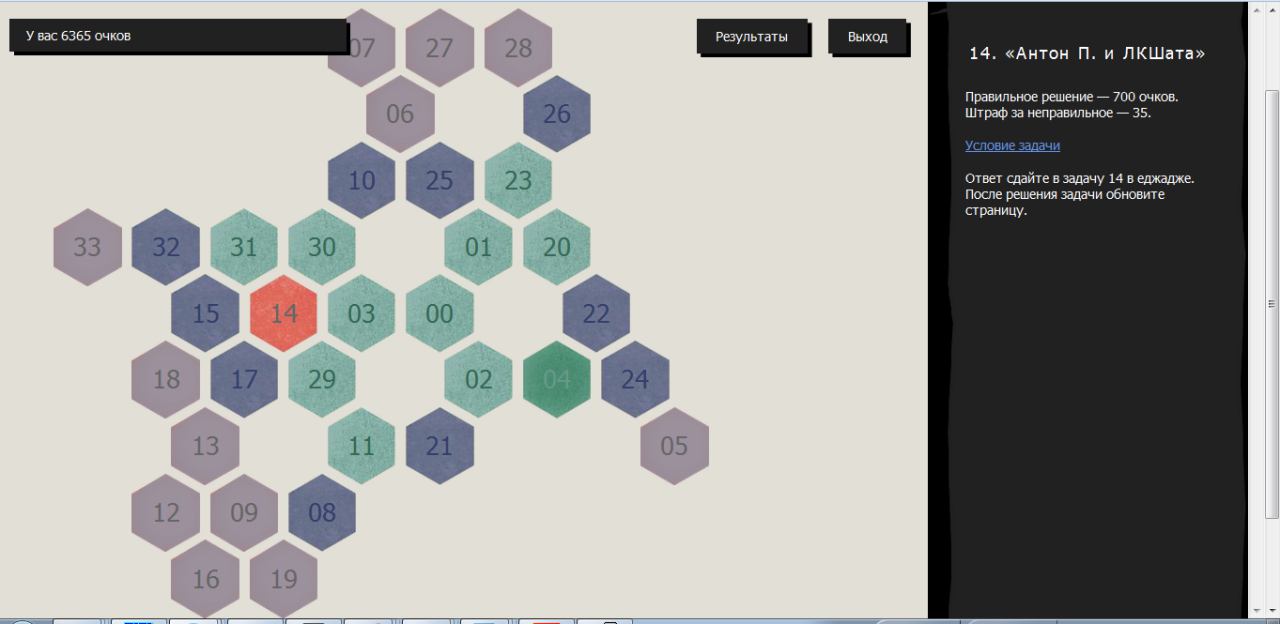 У вас 6365 очков
Результаты
Выход
07 27 28
06 26
10 25 23
33 32 31 30 01 20
15 14 03 00 22
18 17 29 02 04 24
13 11 21 05
12 09 08
16 19
14. «Антон П. и ЛКШата»
Правильное решение — 700 очков.
Штраф за неправильное — 35.
Условие задачи
Ответ сдайте в задачу 14 в еджадже.
После решения задачи обновите
страницу.